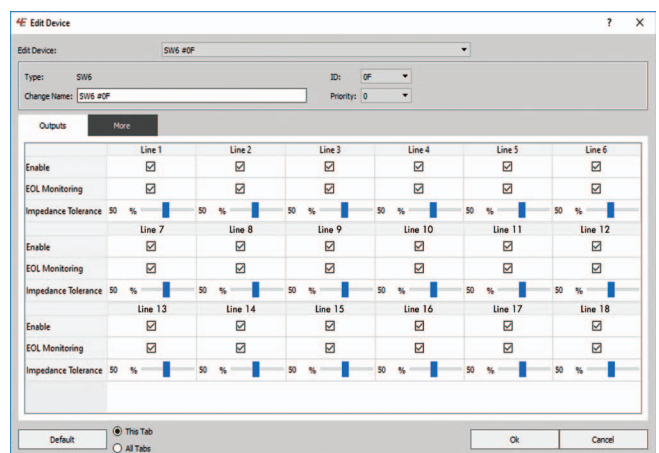 4E Edit Device ? X
Edit Device: SW6 #0F
Type: SW6 ID: 0F
Change Name: SW6 #0F Priority: 0
Outputs More
Line 1 Line 2 Line 3 Line 4 Line 5 Line 6
Enable
EOL Monitoring
Impedance Tolerance 50 % 50 % 50 % 50 % 50 % 50 %
Line 7 Line 8 Line 9 Line 10 Line 11 Line 12
Enable
EOL Monitoring
Impedance Tolerance 50 % 50 % 50 % 50 % 50 % 50 %
Line 13 Line 14 Line 15 Line 16 Line 17 Line 18
Enable
EOL Monitoring
Impedance Tolerance 50 % 50 % 50 % 50 % 50 % 50 %
Default This Tab Ok Cancel
All Tabs